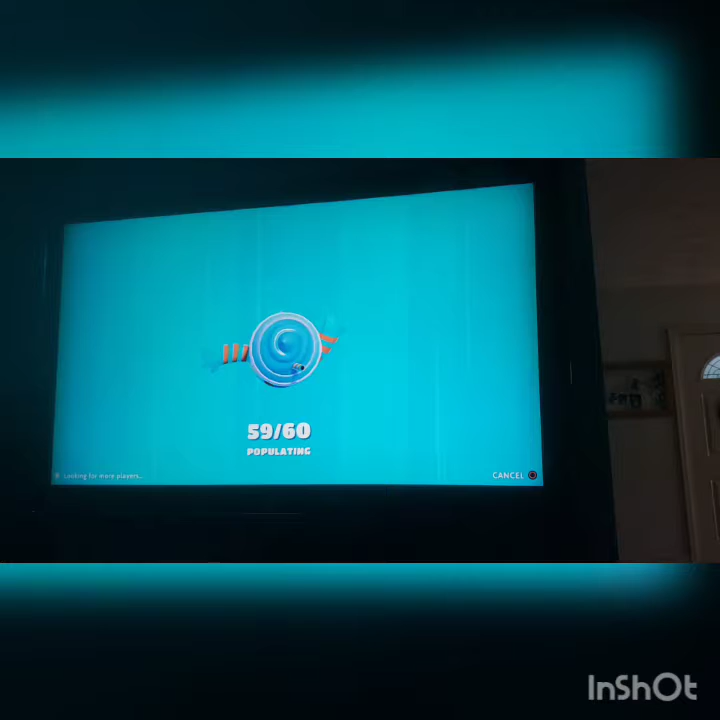 59/60
POPULATING
Looking for more players...
CANCEL
InShOt